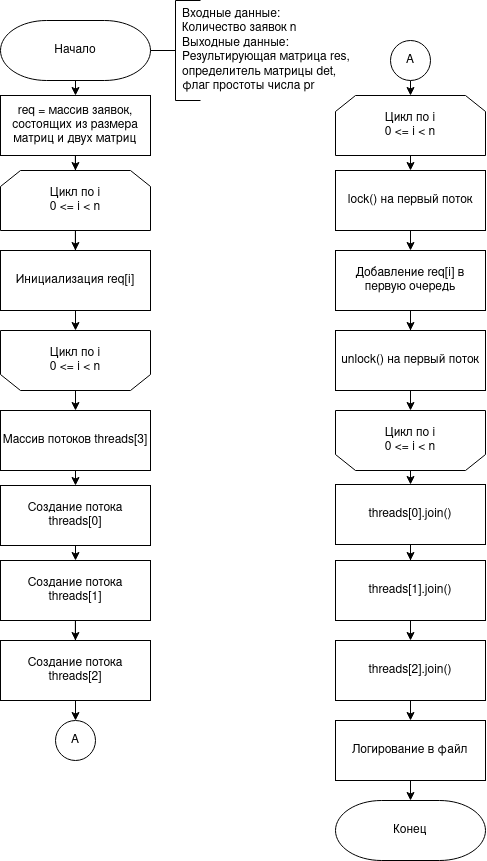 Начало
Входные данные:
Количество заявок n
Выходные данные:
Результирующая матрица res,
определитель матрицы det,
флаг простоты числа pr
req = массив заявок,
состоящих из размера
матриц и двух матриц
Цикл по i
0 <= i < n
Инициализация req[i]
Цикл по i
0 <= i < n
Массив потоков threads[3]
Создание потока
threads[0]
Создание потока
threads[1]
Создание потока
threads[2]
A
A
Цикл по i
0 <= i < n
lock() на первый поток
Добавление req[i] в
первую очередь
unlock() на первый поток
Цикл по i
0 <= i < n
threads[0].join()
threads[1].join()
threads[2].join()
Логирование в файл
Конец